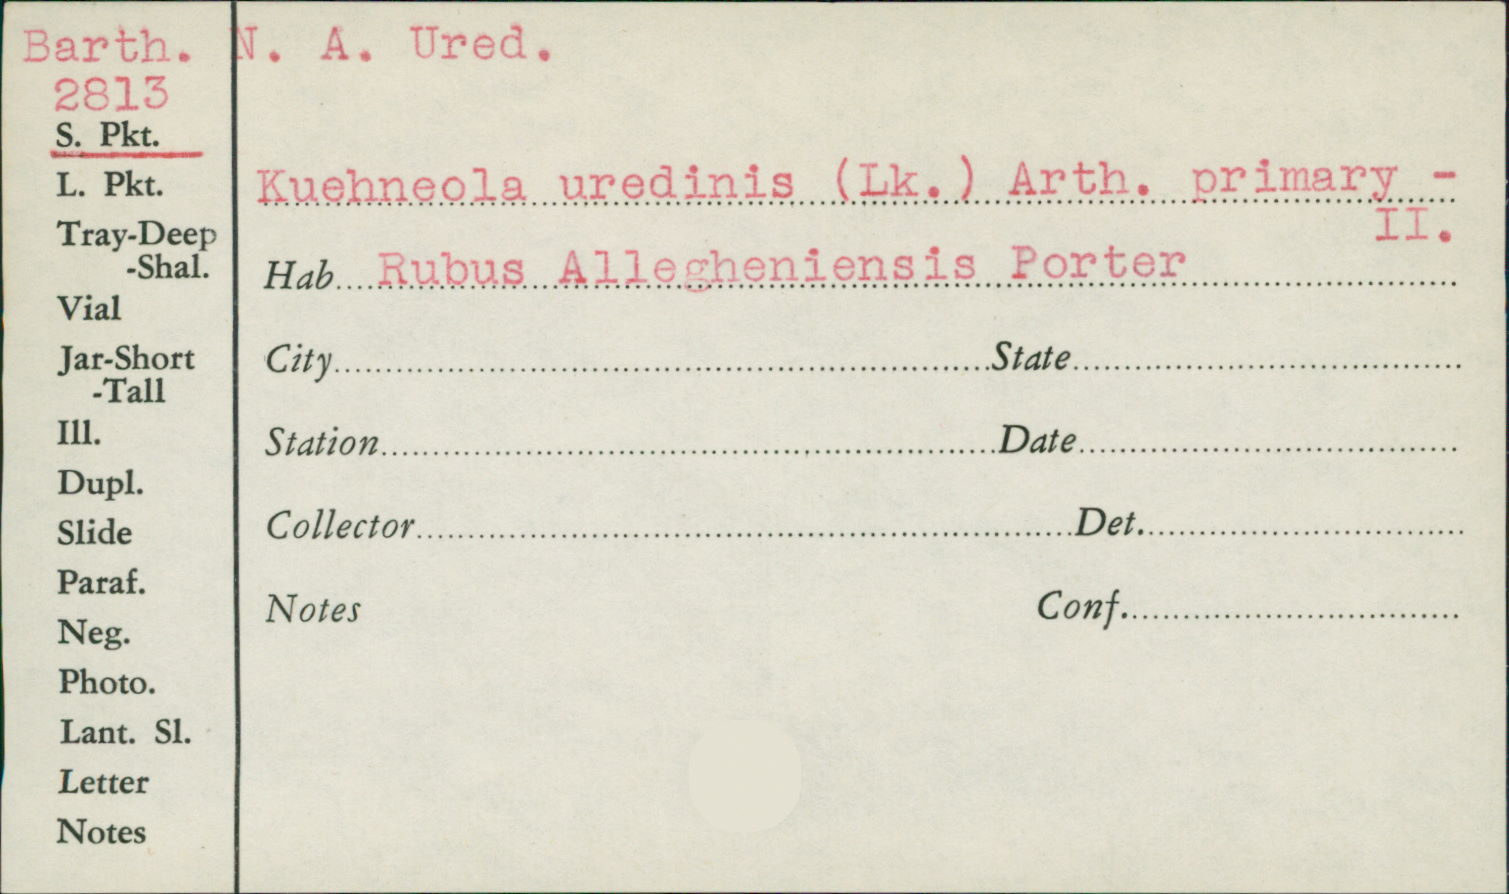 Barth. N. A. Ured.
2813
S. Pkt.
L. Pkt.
Tray-Deep
-Shal.
Vial
Jar-Short
-Tall
Ill.
Dupl.
Slide
Paraf.
Neg.
Photo.
Lant. Sl.
Letter
Notes
Kuehneola uredinis (Lk.) Arth. primary -
II.
Hab. Rubus Allegheniensis Porter
City State
Station Date
Collector Det.
Notes Conf.